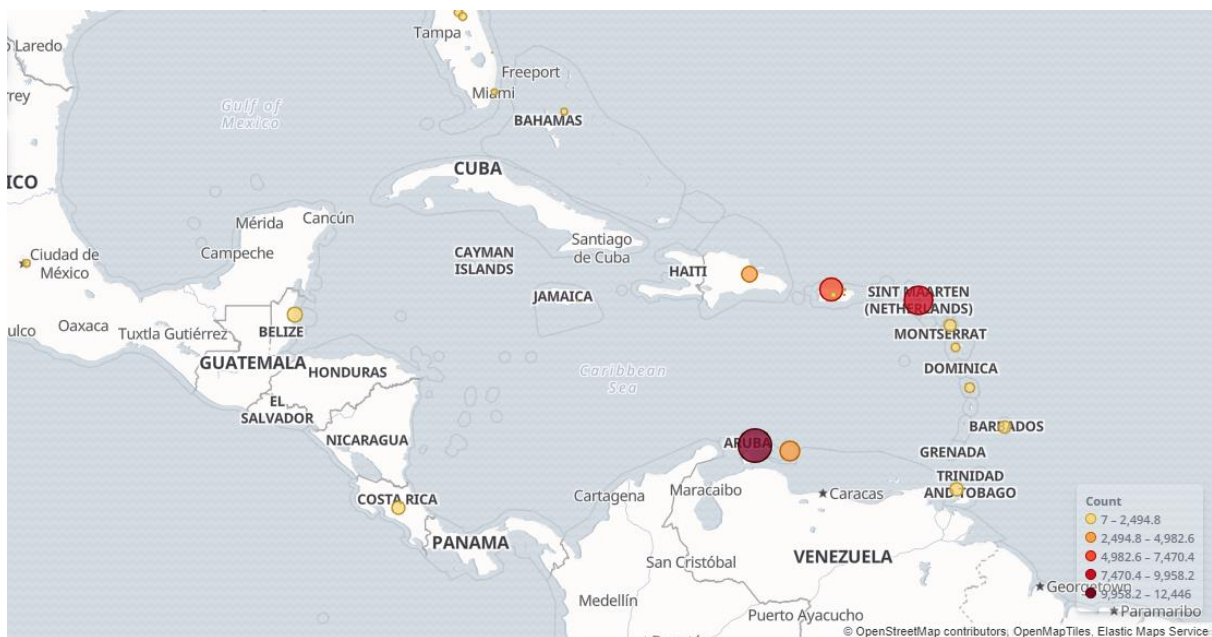 Tampa
o Laredo
Freeport
rrey
Miami
Gulf of
Mexico
BAHAMAS
CUBA
ICO
Mérida
Cancún
Ciudad de
México
Campeche
Santiago
de Cuba
CAYMAN
ISLANDS
HAITI
JAMAICA
SINT MAARTEN
(NETHERLANDS)
ulco
Oaxaca
Tuxtla Gutiérrez
BELIZE
MONTSERRAT
GUATEMALA
HONDURAS
Caribbean
Sea
DOMINICA
EL
SALVADOR
NICARAGUA
ARUBA
BARBADOS
GRENADA
TRINIDAD
AND TOBAGO
COSTA RICA
Cartagena
Maracaibo
Caracas
PANAMA
San Cristóbal
VENEZUELA
Medellín
Puerto Ayacucho
Georgetown
Paramaribo
Count
7 – 2,494.8
2,494.8 – 4,982.6
4,982.6 – 7,470.4
7,470.4 – 9,958.2
9,958.2 – 12,446
© OpenStreetMap contributors, OpenMapTiles, Elastic Maps Service